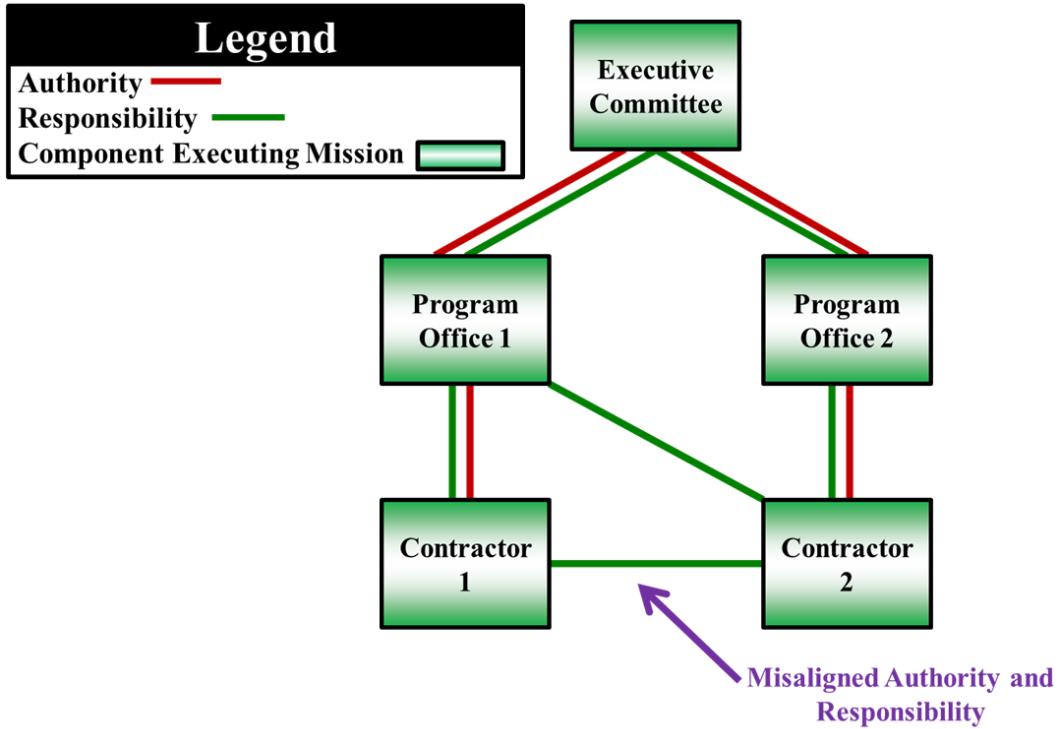 Legend
Authority
Responsibility
Component Executing Mission
Executive
Committee
Program
Office 1
Program
Office 2
Contractor
1
Contractor
2
Misaligned Authority and
Responsibility